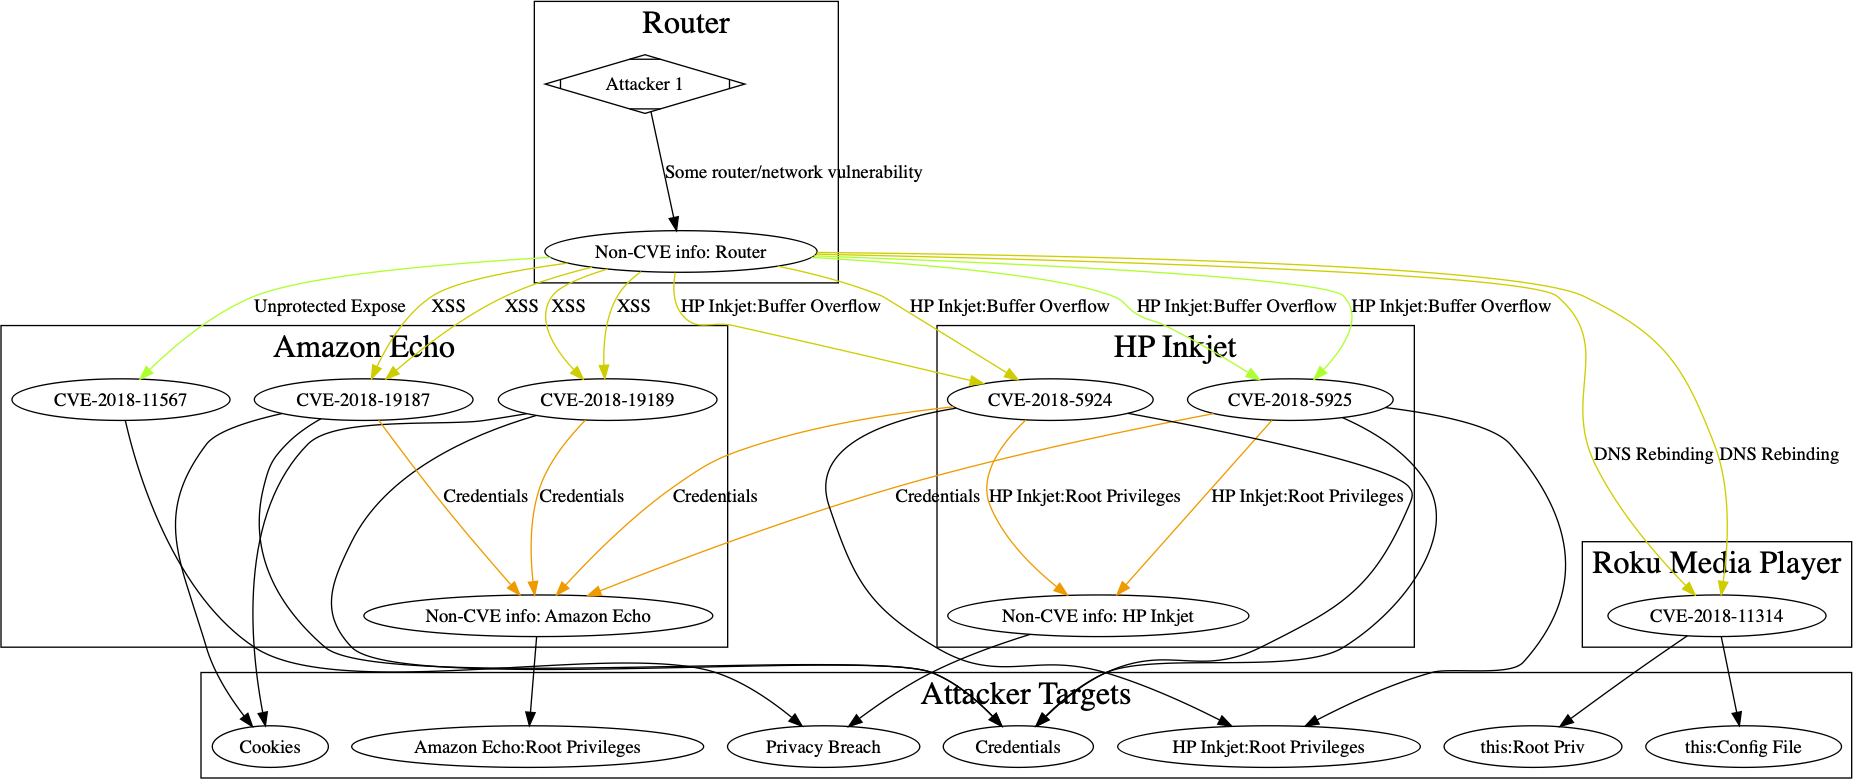 Router
Attacker 1
Some router/network vulnerability
Non-CVE info: Router
Unprotected Expose
XSS
XSS
XSS
XSS
HP Inkjet:Buffer Overflow
HP Inkjet:Buffer Overflow
HP Inkjet:Buffer Overflow
HP Inkjet:Buffer Overflow
Amazon Echo
HP Inkjet
CVE-2018-11567
CVE-2018-19187
CVE-2018-19189
CVE-2018-5924
CVE-2018-5925
DNS Rebinding
DNS Rebinding
Credentials
Credentials
Credentials
Credentials
HP Inkjet:Root Privileges
HP Inkjet:Root Privileges
Roku Media Player
Non-CVE info: Amazon Echo
Non-CVE info: HP Inkjet
CVE-2018-11314
Attacker Targets
Cookies
Amazon Echo:Root Privileges
Privacy Breach
Credentials
HP Inkjet:Root Privileges
this:Root Priv
this:Config File